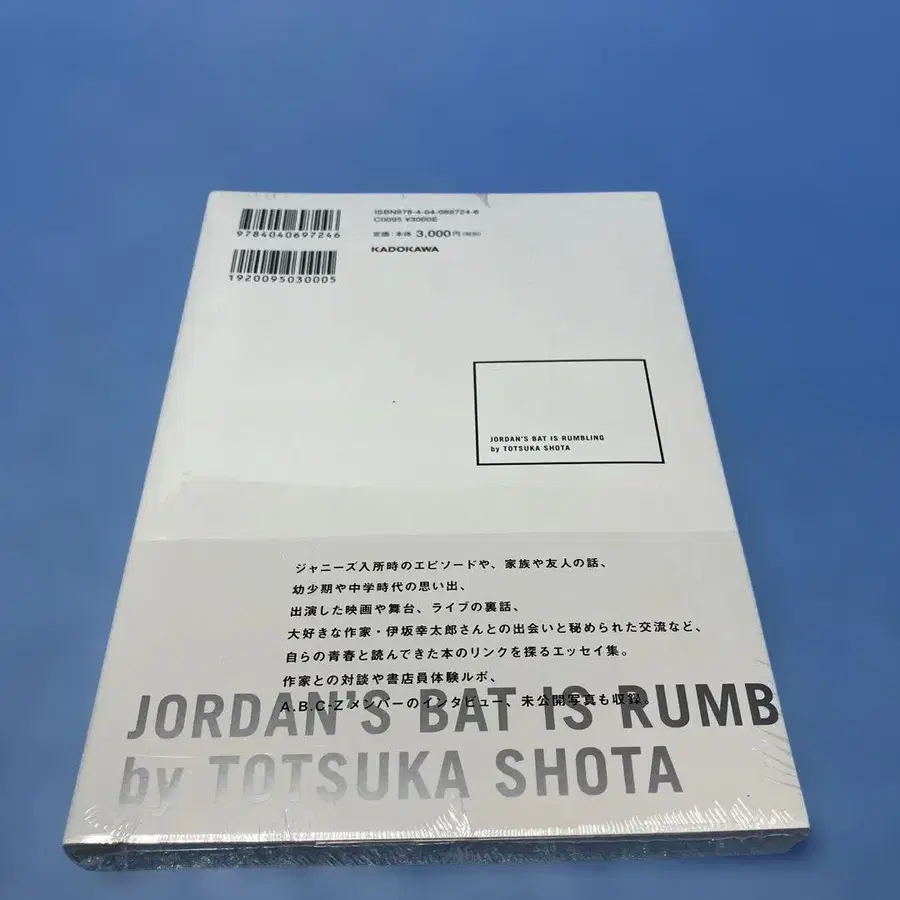 9784040697246
1920095030005
ISBN978-4-04-069724-6
C0095 ¥3000E
定価:本体 3,000円(税別)
KADOKAWA
JORDAN'S BAT IS RUMBLING
by TOTSUKA SHOTA
ジャニーズ入所時のエピソードや、家族や友人の話、
幼少期や中学時代の思い出、
出演した映画や舞台、ライブの裏話、
大好きな作家・伊坂幸太郎さんとの出会いと秘められた交流など、
自らの青春と読んできた本のリンクを探るエッセイ集。
作家との対談や書店員体験ルポ、
A.B.C-Zメンバーのインタビュー、未公開写真も収録。
JORDAN'S BAT IS RUMB
by TOTSUKA SHOTA